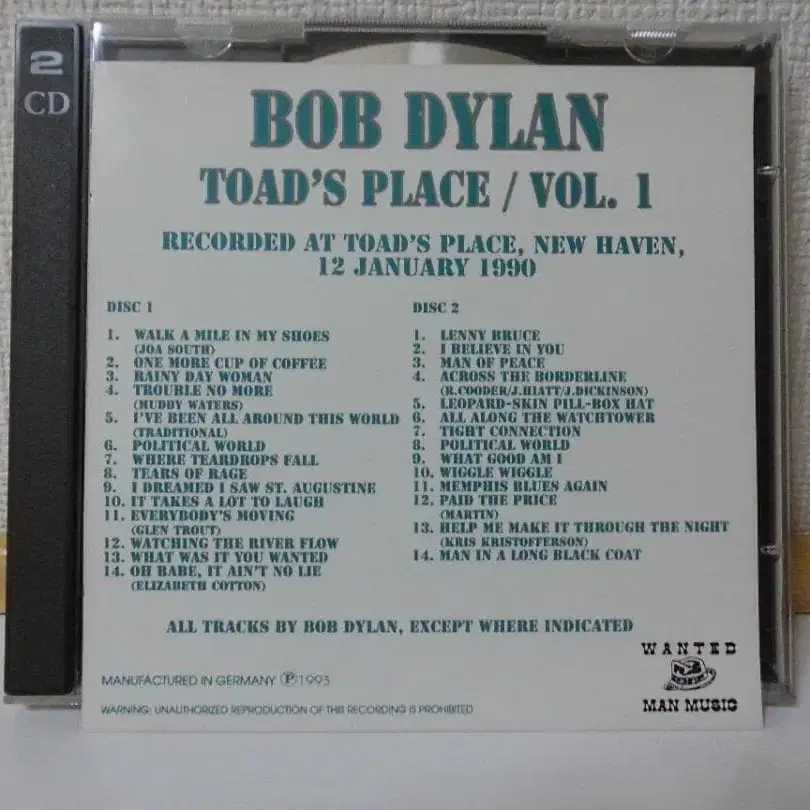 2
CD
BOB DYLAN
TOAD'S PLACE / VOL. 1
RECORDED AT TOAD'S PLACE, NEW HAVEN,
12 JANUARY 1990
DISC 1
1. WALK A MILE IN MY SHOES
(JOA SOUTH)
2. ONE MORE CUP OF COFFEE
3. RAINY DAY WOMAN
4. TROUBLE NO MORE
(MUDDY WATERS)
5. I'VE BEEN ALL AROUND THIS WORLD
(TRADITIONAL)
6. POLITICAL WORLD
7. WHERE TEARDROPS FALL
8. TEARS OF RAGE
9. I DREAMED I SAW ST. AUGUSTINE
10. IT TAKES A LOT TO LAUGH
11. EVERYBODY'S MOVING
(GLEN TROUT)
12. WATCHING THE RIVER FLOW
13. WHAT WAS IT YOU WANTED
14. OH BABE, IT AIN'T NO LIE
(ELIZABETH COTTON)
DISC 2
1. LENNY BRUCE
2. I BELIEVE IN YOU
3. MAN OF PEACE
4. ACROSS THE BORDERLINE
(R.COODER/J.HIATT/J.DICKINSON)
5. LEOPARD-SKIN PILL-BOX HAT
6. ALL ALONG THE WATCHTOWER
7. TIGHT CONNECTION
8. POLITICAL WORLD
9. WHAT GOOD AM I
10. WIGGLE WIGGLE
11. MEMPHIS BLUES AGAIN
12. PAID THE PRICE
(MARTIN)
13. HELP ME MAKE IT THROUGH THE NIGHT
(KRIS KRISTOFFERSON)
14. MAN IN A LONG BLACK COAT
ALL TRACKS BY BOB DYLAN, EXCEPT WHERE INDICATED
WANTED
MAN MUSIC
MANUFACTURED IN GERMANY ℗1993
WARNING: UNAUTHORIZED REPRODUCTION OF THIS RECORDING IS PROHIBITED